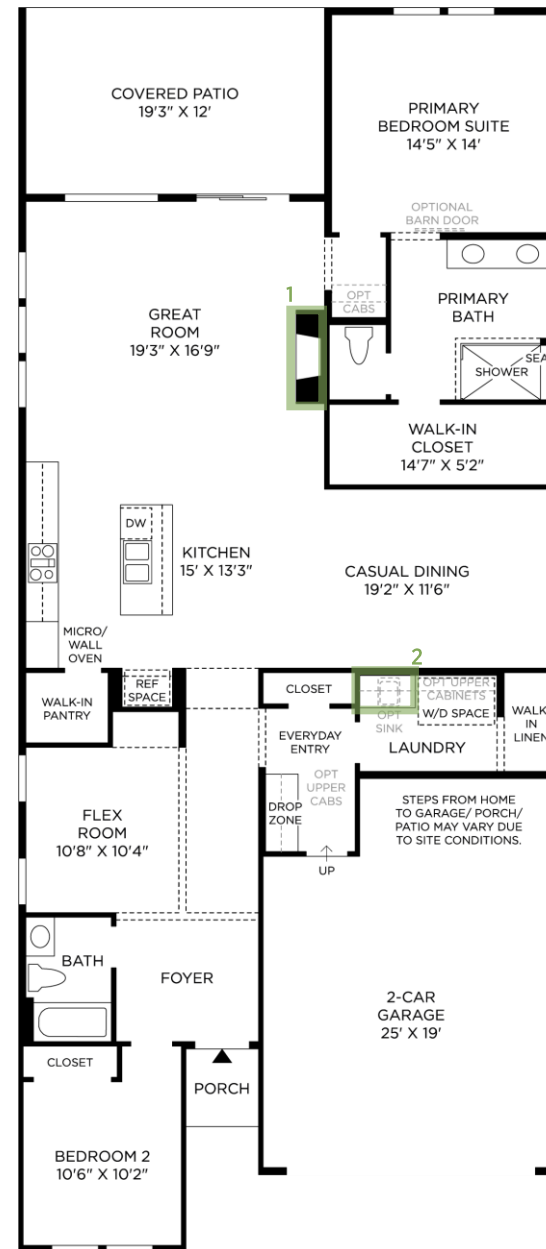 COVERED PATIO
19'3" X 12'
PRIMARY
BEDROOM SUITE
14'5" X 14'
OPTIONAL
BARN DOOR
1
OPT
CABS
GREAT
ROOM
19'3" X 16'9"
PRIMARY
BATH
SEA
SHOWER
WALK-IN
CLOSET
14'7" X 5'2"
DW
KITCHEN
15' X 13'3"
CASUAL DINING
19'2" X 11'6"
MICRO/
WALL
OVEN
2
REF
SPACE
WALK-IN
PANTRY
CLOSET
OPT UPPER
CABINETS
W/D SPACE
OPT
SINK
LAUNDRY
WALK
IN
LINEN
EVERYDAY
ENTRY
OPT
UPPER
CABS
DROP
ZONE
UP
STEPS FROM HOME
TO GARAGE/ PORCH/
PATIO MAY VARY DUE
TO SITE CONDITIONS.
FLEX
ROOM
10'8" X 10'4"
BATH
FOYER
2-CAR
GARAGE
25' X 19'
CLOSET
PORCH
BEDROOM 2
10'6" X 10'2"